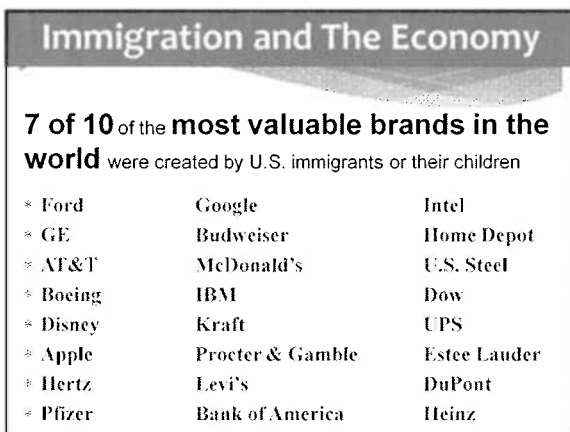 Immigration and The Economy
7 of 10 of the most valuable brands in the
world were created by U.S. immigrants or their children
* Ford Google Intel
* GE Budweiser Home Depot
* AT&T McDonald's U.S. Steel
* Boeing IBM Dow
* Disney Kraft UPS
* Apple Procter & Gamble Estee Lauder
* Hertz Levi's DuPont
* Pfizer Bank of America Heinz